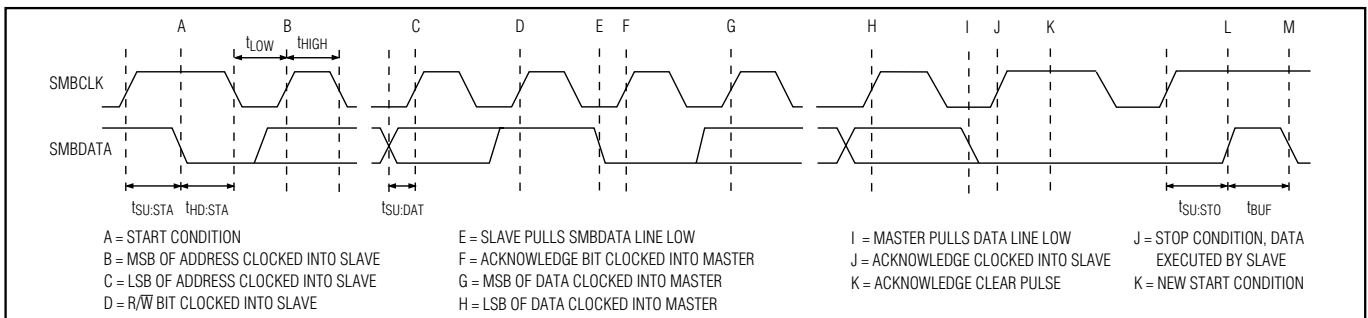 A B C D E F G H I J K L M
tLOW tHIGH
SMBCLK
SMBDATA
tSU:STA tHD:STA tSU:DAT tSU:STO tBUF
A = START CONDITION
B = MSB OF ADDRESS CLOCKED INTO SLAVE
C = LSB OF ADDRESS CLOCKED INTO SLAVE
D = R/W̅ BIT CLOCKED INTO SLAVE
E = SLAVE PULLS SMBDATA LINE LOW
F = ACKNOWLEDGE BIT CLOCKED INTO MASTER
G = MSB OF DATA CLOCKED INTO MASTER
H = LSB OF DATA CLOCKED INTO MASTER
I = MASTER PULLS DATA LINE LOW
J = ACKNOWLEDGE CLOCKED INTO SLAVE
K = ACKNOWLEDGE CLEAR PULSE
J = STOP CONDITION, DATA
EXECUTED BY SLAVE
K = NEW START CONDITION